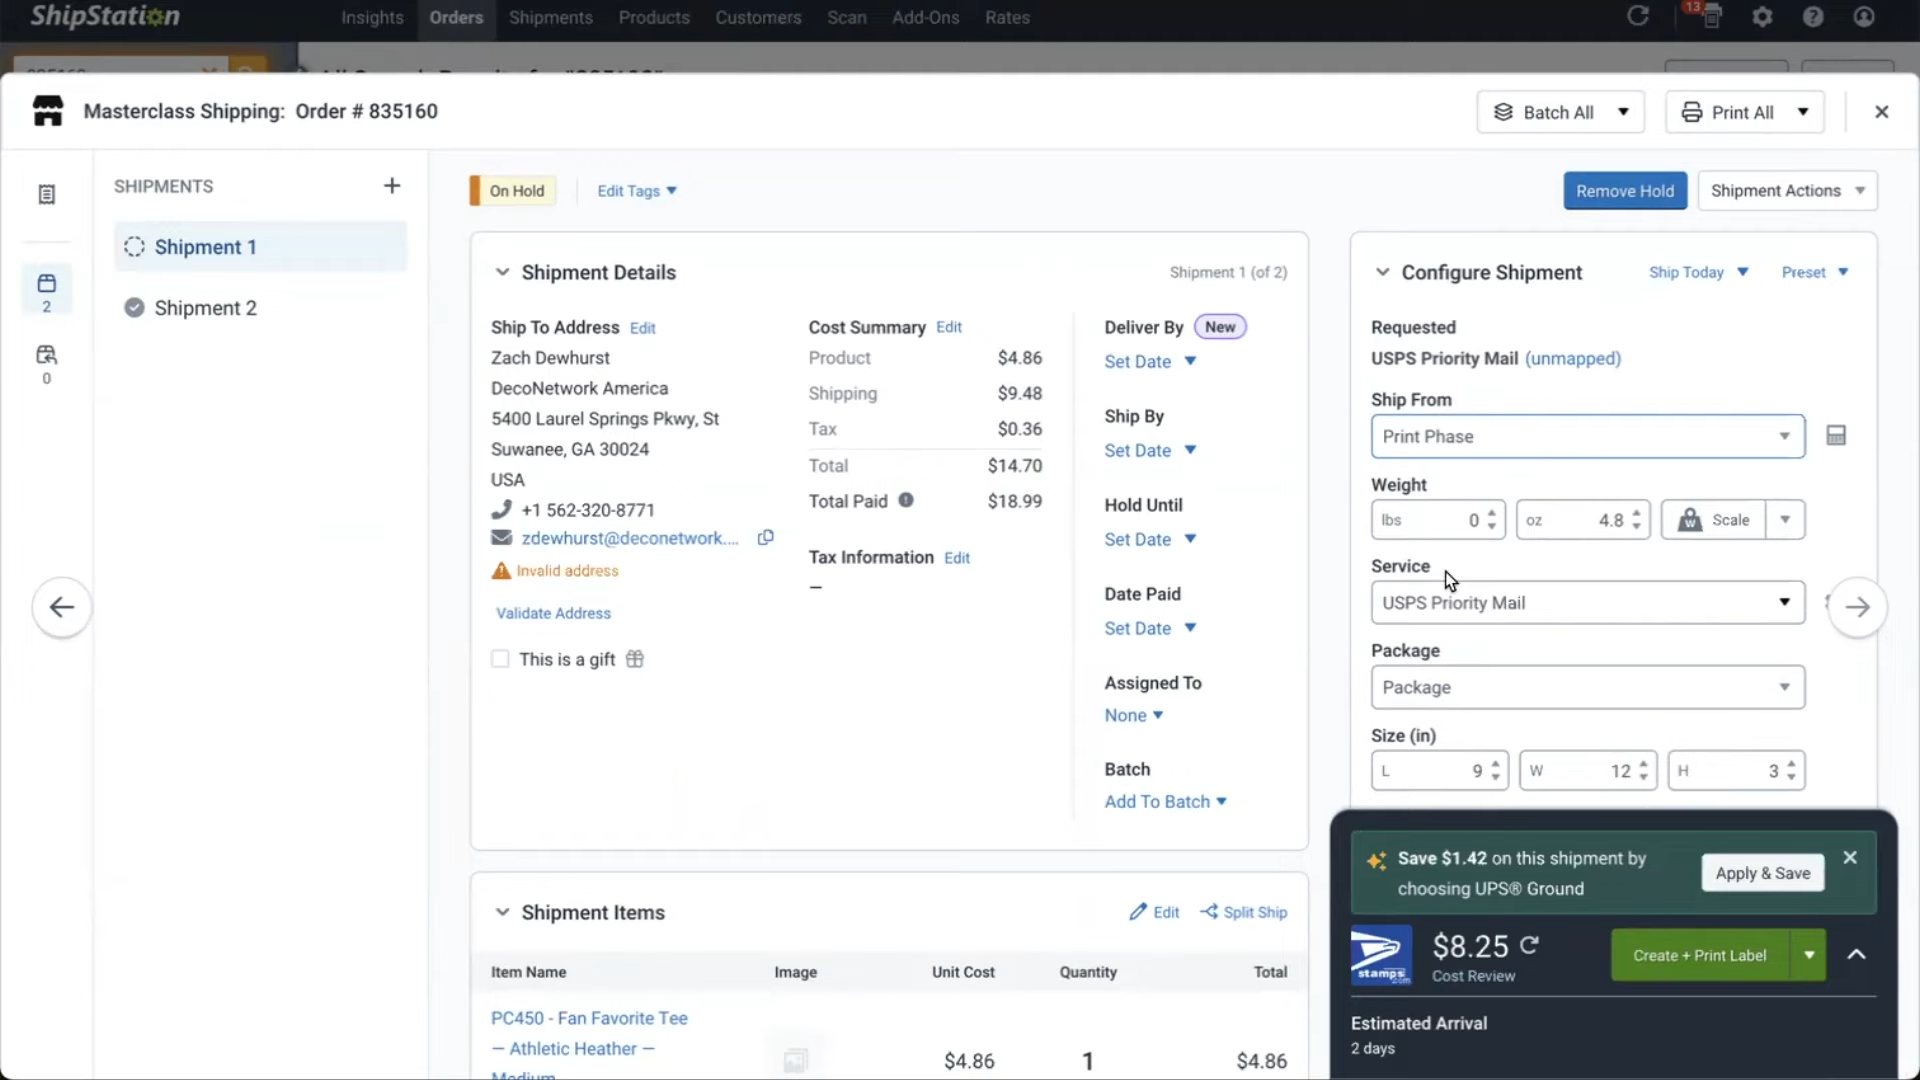 ShipStation
Insights
Orders
Shipments
Products
Customers
Scan
Add-Ons
Rates
13
Masterclass Shipping: Order # 835160
Batch All
Print All
SHIPMENTS
Shipment 1
Shipment 2
2
0
On Hold
Edit Tags
Remove Hold
Shipment Actions
Shipment Details
Shipment 1 (of 2)
Ship To Address Edit
Zach Dewhurst
DecoNetwork America
5400 Laurel Springs Pkwy, St
Suwanee, GA 30024
USA
+1 562-320-8771
zdewhurst@deconetwork....
Invalid address
Validate Address
This is a gift
Cost Summary Edit
Product $4.86
Shipping $9.48
Tax $0.36
Total $14.70
Total Paid $18.99
Tax Information Edit
—
Deliver By New
Set Date
Ship By
Set Date
Hold Until
Set Date
Date Paid
Set Date
Assigned To
None
Batch
Add To Batch
Shipment Items
Edit
Split Ship
Item Name Image Unit Cost Quantity Total
PC450 - Fan Favorite Tee
— Athletic Heather —
Medium
$4.86 1 $4.86
Configure Shipment
Ship Today
Preset
Requested
USPS Priority Mail (unmapped)
Ship From
Print Phase
Weight
lbs 0 oz 4.8 Scale
Service
USPS Priority Mail
Package
Package
Size (in)
L 9 W 12 H 3
Save $1.42 on this shipment by
choosing UPS® Ground
Apply & Save
stamps.com
$8.25
Cost Review
Create + Print Label
Estimated Arrival
2 days